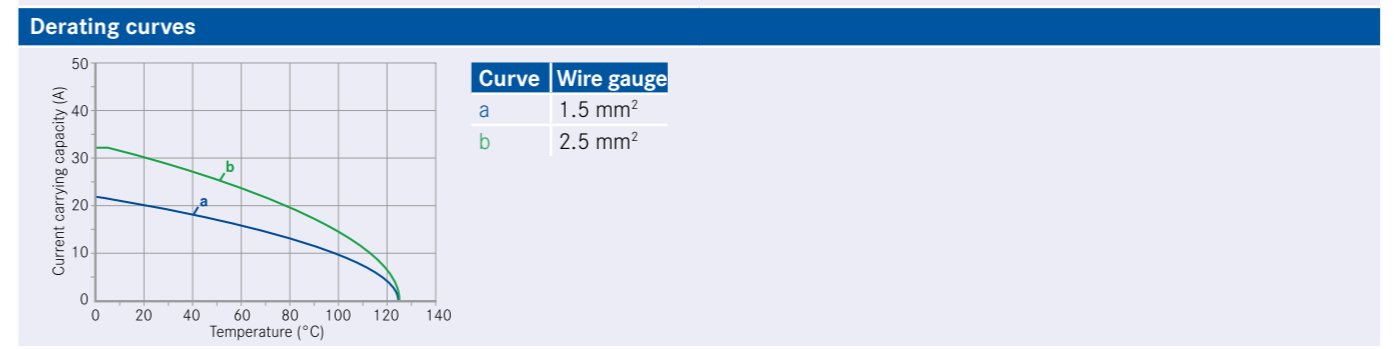 Derating curves
50
40
30
20
10
0
Current carrying capacity (A)
b
a
0 20 40 60 80 100 120 140
Temperature (°C)
Curve Wire gauge
a 1.5 mm²
b 2.5 mm²